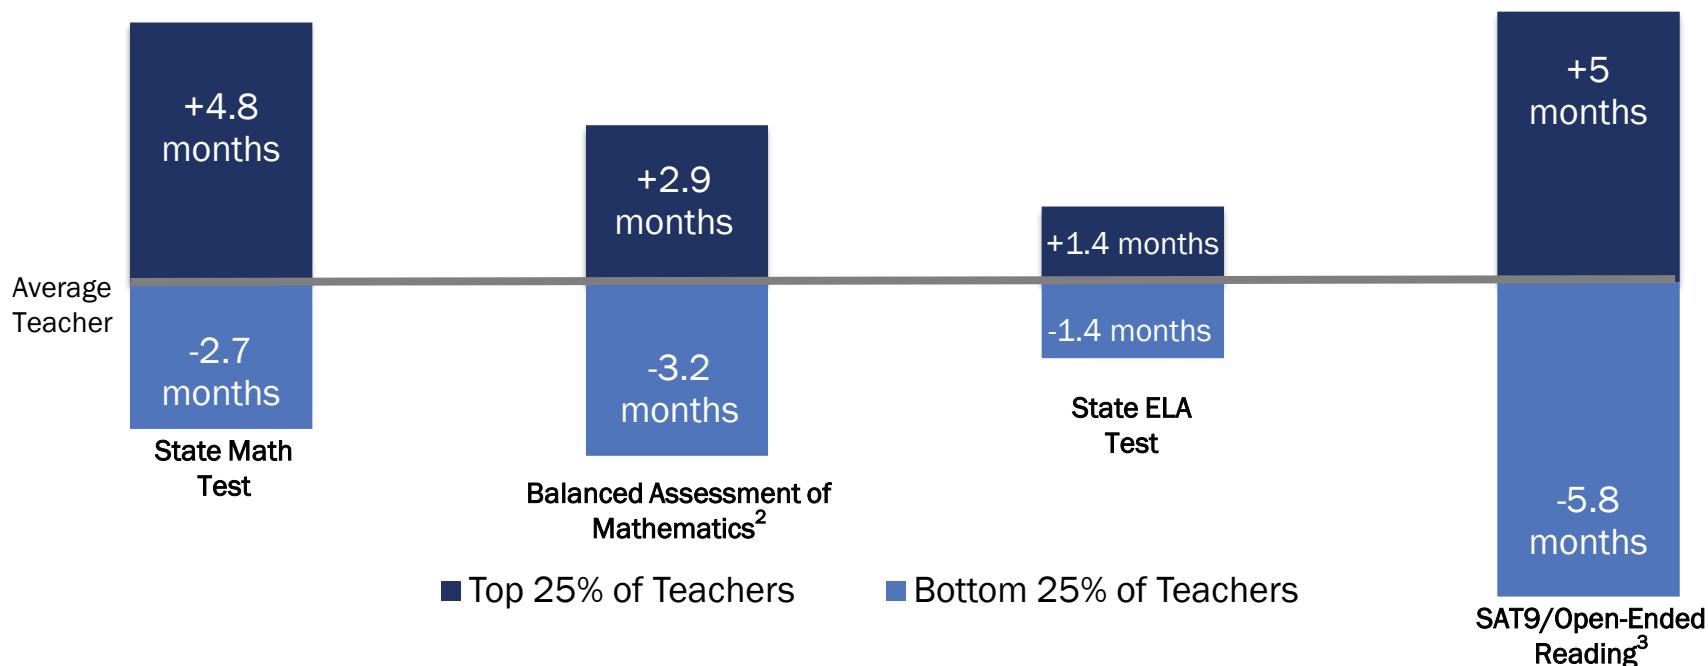 +4.8
months
+2.9
months
+1.4 months
+5
months
Average
Teacher
-2.7
months
-3.2
months
-1.4 months
-5.8
months
State Math
Test
Balanced Assessment of
Mathematics²
State ELA
Test
SAT9/Open-Ended
Reading³
Top 25% of Teachers
Bottom 25% of Teachers